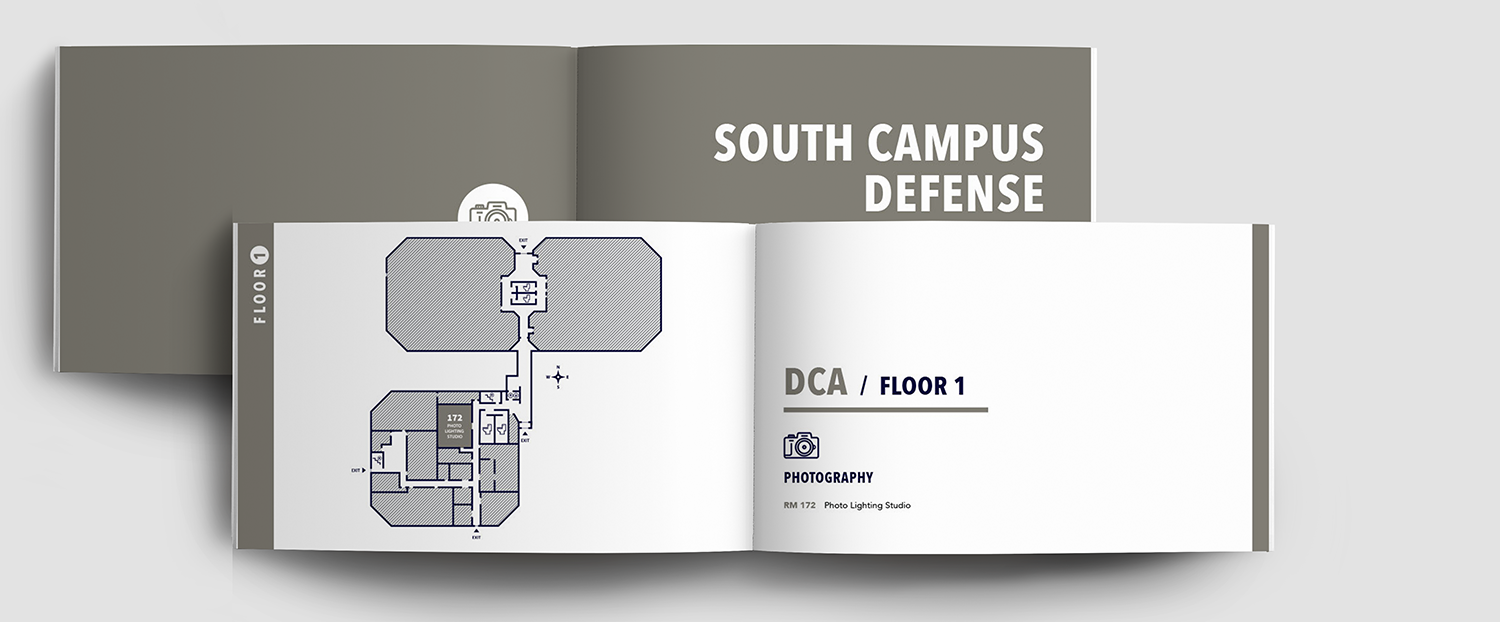 SOUTH CAMPUS
DEFENSE
FLOOR 1
EXIT
N
W E
S
172
PHOTO
LIGHTING
STUDIO
EXIT
EXIT
EXIT
DCA / FLOOR 1
PHOTOGRAPHY
RM 172 Photo Lighting Studio